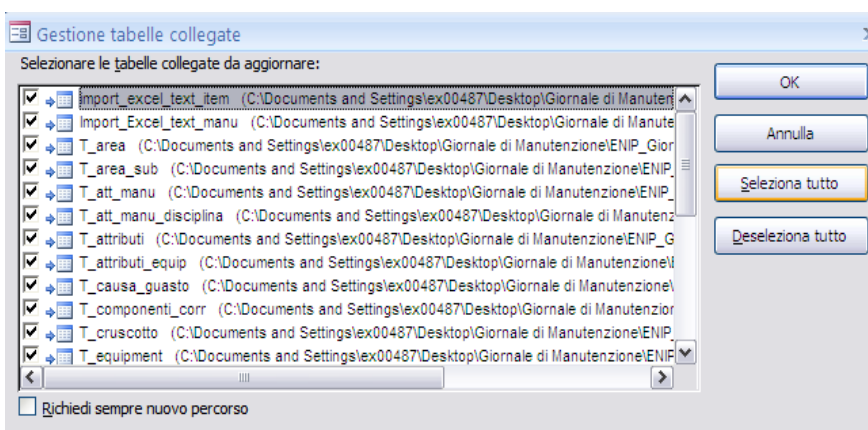 Gestione tabelle collegate
Selezionare le tabelle collegate da aggiornare:
Import_excel_text_item (C:\Documents and Settings\ex00487\Desktop\Giornale di Manuten
Import_Excel_text_manu (C:\Documents and Settings\ex00487\Desktop\Giornale di Manute
T_area (C:\Documents and Settings\ex00487\Desktop\Giornale di Manutenzione\ENIP_Gior
T_area_sub (C:\Documents and Settings\ex00487\Desktop\Giornale di Manutenzione\ENIP_
T_att_manu (C:\Documents and Settings\ex00487\Desktop\Giornale di Manutenzione\ENIP_
T_att_manu_disciplina (C:\Documents and Settings\ex00487\Desktop\Giornale di Manutenz
T_attributi (C:\Documents and Settings\ex00487\Desktop\Giornale di Manutenzione\ENIP_G
T_attributi_equip (C:\Documents and Settings\ex00487\Desktop\Giornale di Manutenzione\E
T_causa_guasto (C:\Documents and Settings\ex00487\Desktop\Giornale di Manutenzione\
T_componenti_corr (C:\Documents and Settings\ex00487\Desktop\Giornale di Manutenzion
T_cruscotto (C:\Documents and Settings\ex00487\Desktop\Giornale di Manutenzione\ENIP_
T_equipment (C:\Documents and Settings\ex00487\Desktop\Giornale di Manutenzione\ENIP
Richiedi sempre nuovo percorso
OK
Annulla
Seleziona tutto
Deseleziona tutto